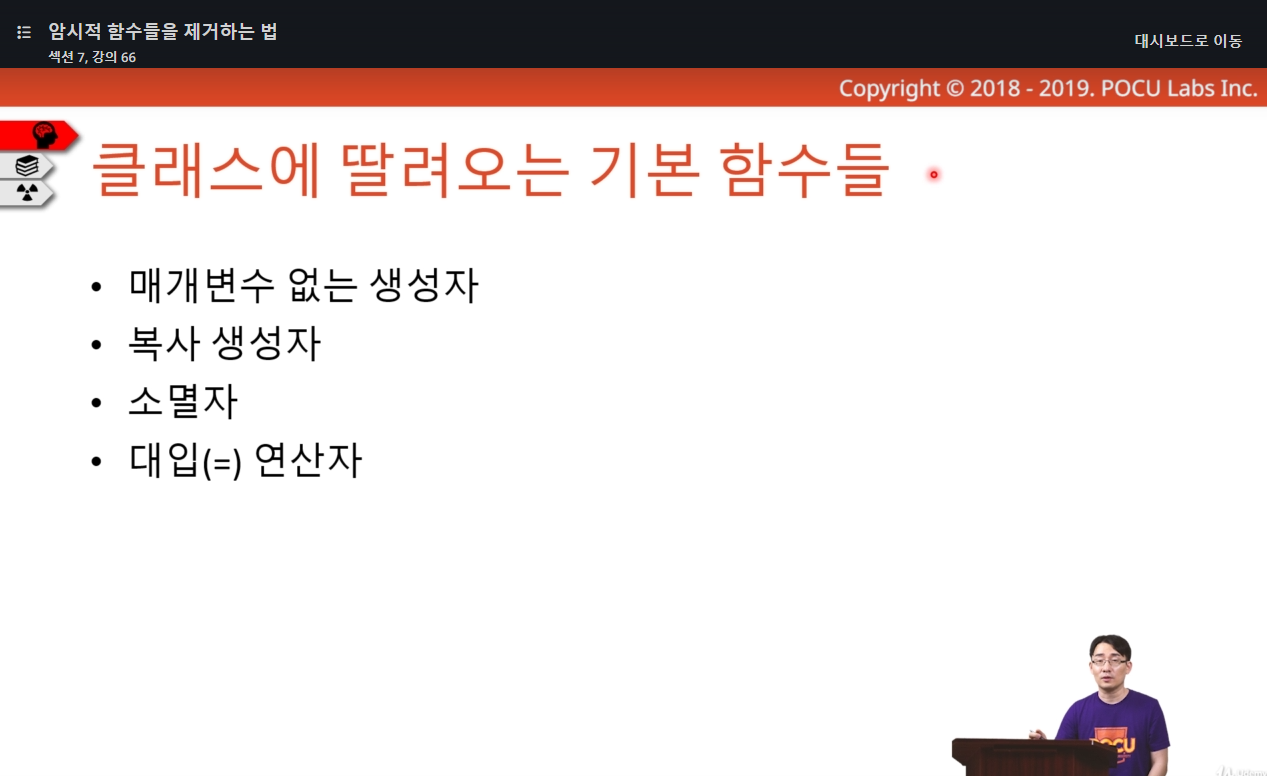 암시적 함수들을 제거하는 법
섹션 7, 강의 66
대시보드로 이동
Copyright © 2018 - 2019. POCU Labs Inc.
클래스에 딸려오는 기본 함수들
• 매개변수 없는 생성자
• 복사 생성자
• 소멸자
• 대입(=) 연산자
POCU